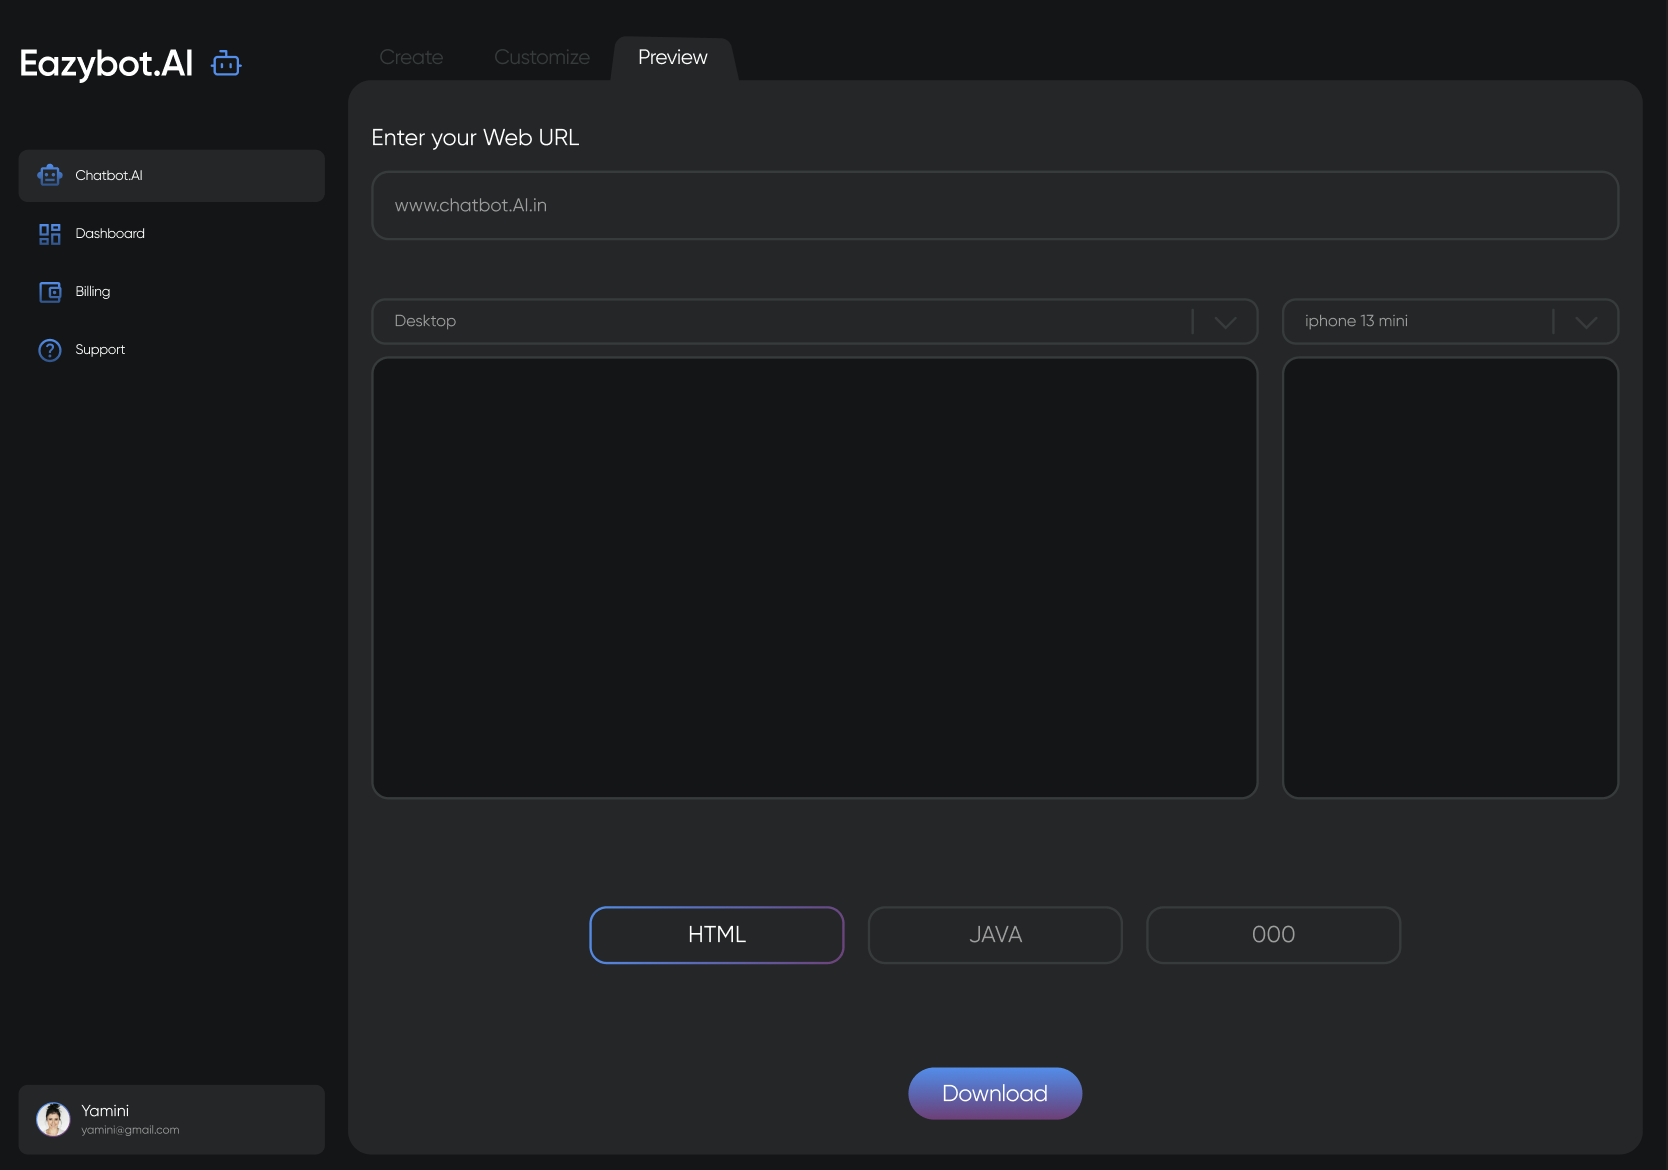 Eazybot.AI
Create
Customize
Preview
Enter your Web URL
www.chatbot.AI.in
Chatbot.AI
Dashboard
Billing
Support
Desktop
iphone 13 mini
HTML
JAVA
000
Download
Yamini
yamini@gmail.com